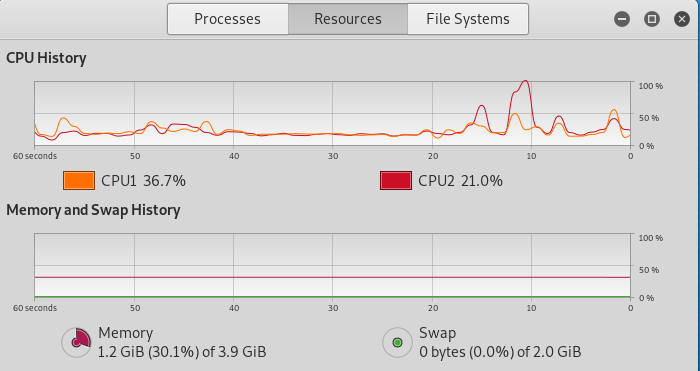 Processes Resources File Systems
CPU History
100 %
50 %
0 %
60 seconds 50 40 30 20 10 0
CPU1 36.7% CPU2 21.0%
Memory and Swap History
100 %
50 %
0 %
60 seconds 50 40 30 20 10 0
Memory Swap
1.2 GiB (30.1%) of 3.9 GiB 0 bytes (0.0%) of 2.0 GiB